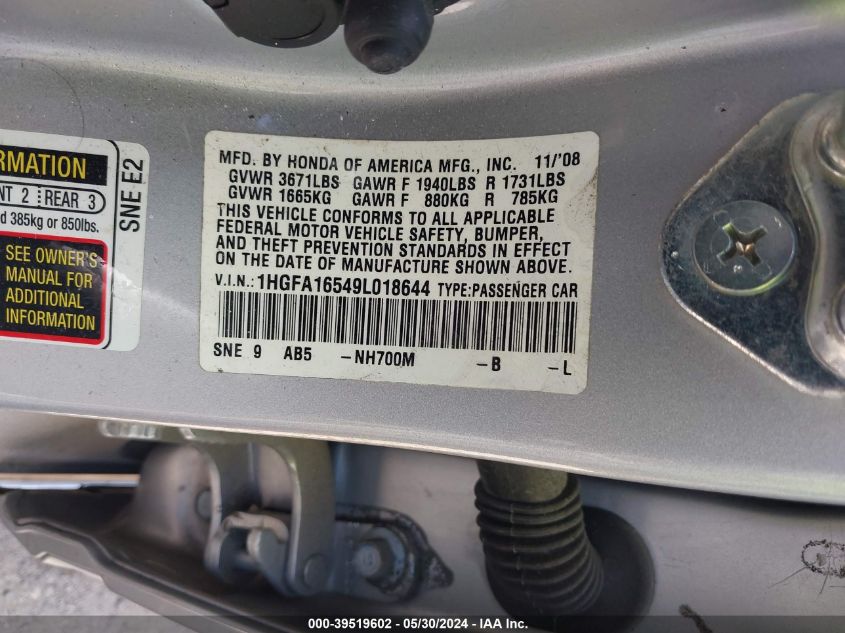 RMATION
NT 2 REAR 3
d 385kg or 850lbs.
SEE OWNER'S
MANUAL FOR
ADDITIONAL
INFORMATION
SNE E2
MFD. BY HONDA OF AMERICA MFG., INC. 11/'08
GVWR 3671LBS GAWR F 1940LBS R 1731LBS
GVWR 1665KG GAWR F 880KG R 785KG
THIS VEHICLE CONFORMS TO ALL APPLICABLE
FEDERAL MOTOR VEHICLE SAFETY, BUMPER,
AND THEFT PREVENTION STANDARDS IN EFFECT
ON THE DATE OF MANUFACTURE SHOWN ABOVE.
V.I.N.: 1HGFA16549L018644 TYPE:PASSENGER CAR
SNE 9 AB5 -NH700M -B -L
000-39519602 / 05/30/2024 - IAA Inc.